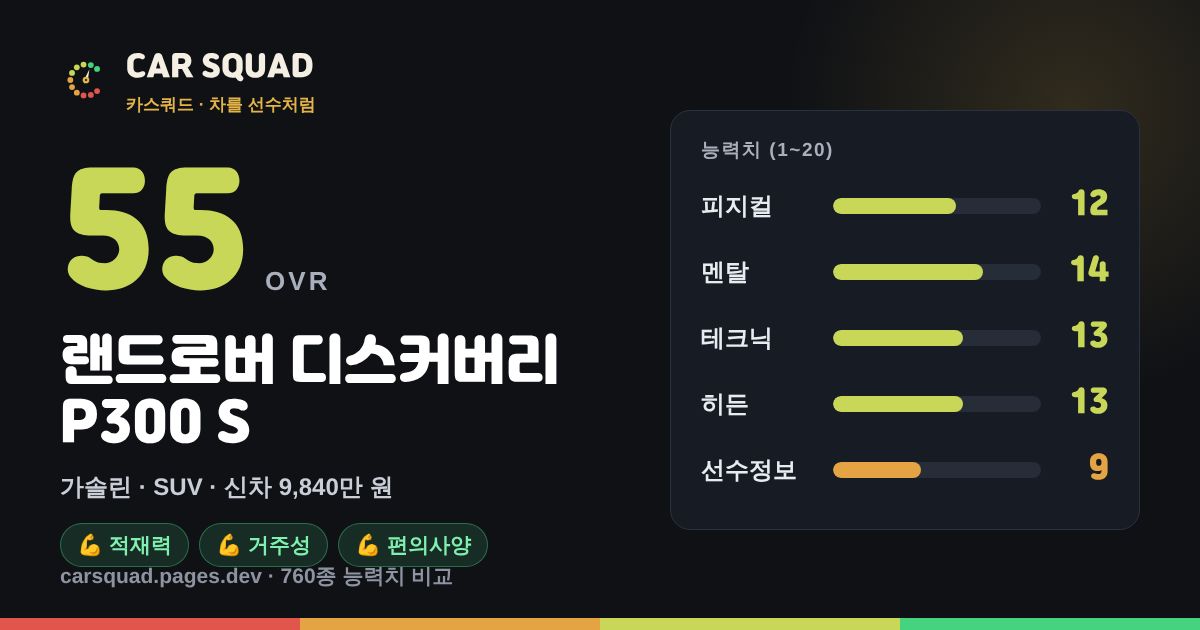 CAR SQUAD
카스쿼드 · 차를 선수처럼
55 OVR
랜드로버 디스커버리
P300 S
가솔린 · SUV · 신차 9,840만 원
💪 적재력 💪 거주성 💪 편의사양
carsquad.pages.dev · 760종 능력치 비교
능력치 (1~20)
피지컬 12
멘탈 14
테크닉 13
히든 13
선수정보 9